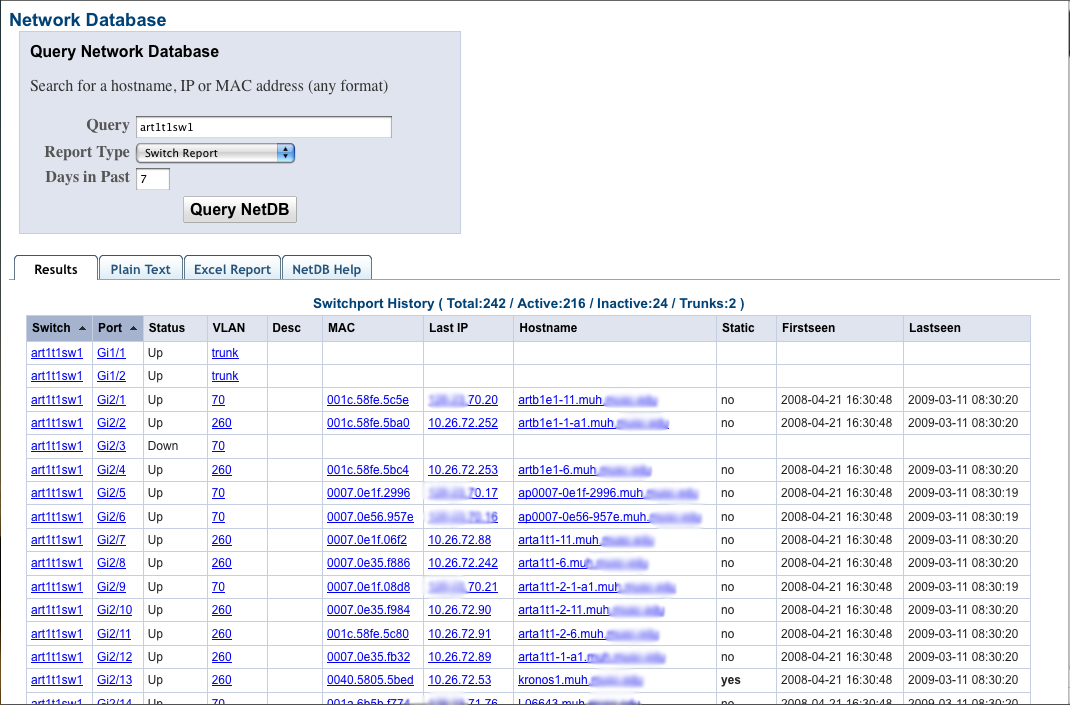 Network Database
Query Network Database
Search for a hostname, IP or MAC address (any format)
Query art1t1sw1
Report Type Switch Report
Days in Past 7
Query NetDB
Results Plain Text Excel Report NetDB Help
Switchport History ( Total:242 / Active:216 / Inactive:24 / Trunks:2 )
Switch Port Status VLAN Desc MAC Last IP Hostname Static Firstseen Lastseen
art1t1sw1 Gi1/1 Up trunk
art1t1sw1 Gi1/2 Up trunk
art1t1sw1 Gi2/1 Up 70 001c.58fe.5c5e .70.20 artb1e1-11.muh. no 2008-04-21 16:30:48 2009-03-11 08:30:20
art1t1sw1 Gi2/2 Up 260 001c.58fe.5ba0 10.26.72.252 artb1e1-1-a1.muh. no 2008-04-21 16:30:48 2009-03-11 08:30:20
art1t1sw1 Gi2/3 Down 70
art1t1sw1 Gi2/4 Up 260 001c.58fe.5bc4 10.26.72.253 artb1e1-6.muh. no 2008-04-21 16:30:48 2009-03-11 08:30:20
art1t1sw1 Gi2/5 Up 70 0007.0e1f.2996 .70.17 ap0007-0e1f-2996.muh. no 2008-04-21 16:30:48 2009-03-11 08:30:19
art1t1sw1 Gi2/6 Up 70 0007.0e56.957e ap0007-0e56-957e.muh. no 2008-04-21 16:30:48 2009-03-11 08:30:19
art1t1sw1 Gi2/7 Up 260 0007.0e1f.06f2 10.26.72.88 arta1t1-11.muh. no 2008-04-21 16:30:48 2009-03-11 08:30:20
art1t1sw1 Gi2/8 Up 260 0007.0e35.f886 10.26.72.242 arta1t1-6.muh. no 2008-04-21 16:30:48 2009-03-11 08:30:20
art1t1sw1 Gi2/9 Up 70 0007.0e1f.08d8 .70.21 arta1t1-2-1-a1.muh. no 2008-04-21 16:30:48 2009-03-11 08:30:19
art1t1sw1 Gi2/10 Up 260 0007.0e35.f984 10.26.72.90 arta1t1-2-11.muh. no 2008-04-21 16:30:48 2009-03-11 08:30:20
art1t1sw1 Gi2/11 Up 260 001c.58fe.5c80 10.26.72.91 arta1t1-2-6.muh. no 2008-04-21 16:30:48 2009-03-11 08:30:20
art1t1sw1 Gi2/12 Up 260 0007.0e35.fb32 10.26.72.89 arta1t1-1-a1. no 2008-04-21 16:30:48 2009-03-11 08:30:20
art1t1sw1 Gi2/13 Up 260 0040.5805.5bed 10.26.72.53 kronos1.muh. yes 2008-04-21 16:30:48 2009-03-11 08:30:20
art1t1sw1 Gi2/14 Up 70 001a.6b5b.f774 .71.76 L06643.muh. no 2008-04-21 16:30:48 2009-03-11 08:30:20